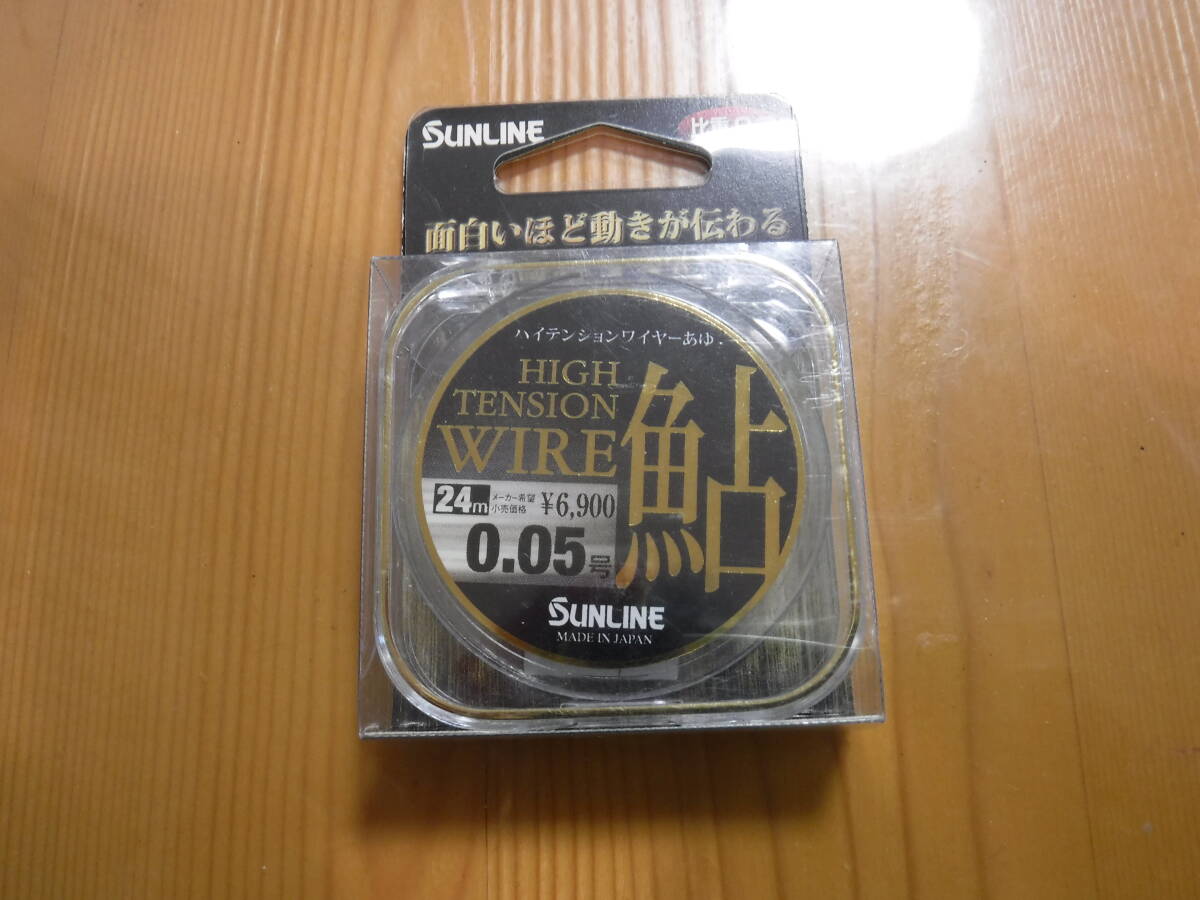 SUNLINE
比重
面白いほど動きが伝わる
ハイテンションワイヤーあゆ
HIGH
TENSION
WIRE
鮎
24m メーカー希望小売価格 ¥6,900
0.05号
SUNLINE
MADE IN JAPAN